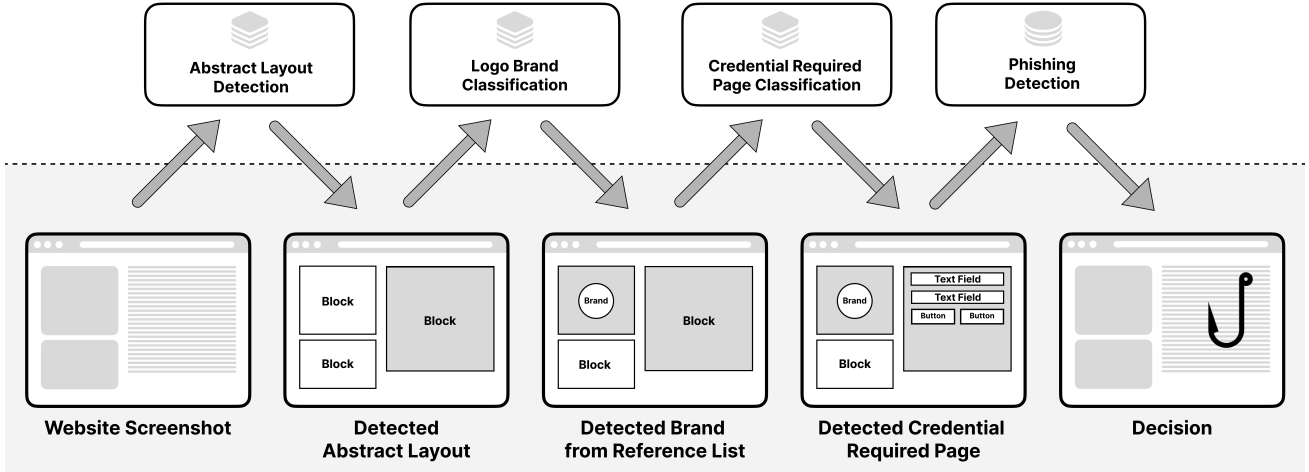 Abstract Layout
Detection
Logo Brand
Classification
Credential Required
Page Classification
Phishing
Detection
Block
Block
Block
Brand
Block
Block
Brand
Block
Text Field
Text Field
Button
Button
Website Screenshot
Detected
Abstract Layout
Detected Brand
from Reference List
Detected Credential
Required Page
Decision